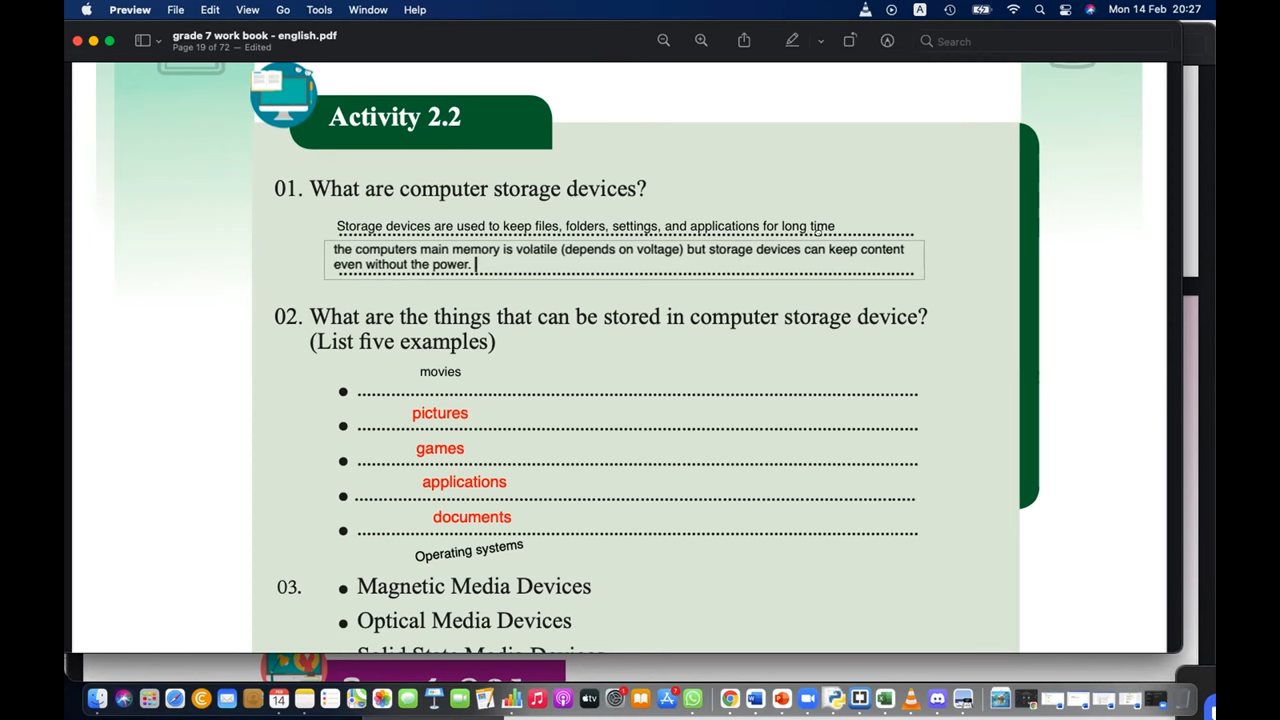 Preview File Edit View Go Tools Window Help A Mon 14 Feb 20:27
grade 7 work book - english.pdf
Page 19 of 72 — Edited
Search
Activity 2.2
01. What are computer storage devices?
Storage devices are used to keep files, folders, settings, and applications for long time
the computers main memory is volatile (depends on voltage) but storage devices can keep content
even without the power.
02. What are the things that can be stored in computer storage device?
(List five examples)
movies
pictures
games
applications
documents
Operating systems
03. • Magnetic Media Devices
• Optical Media Devices
Solid State Media Devices